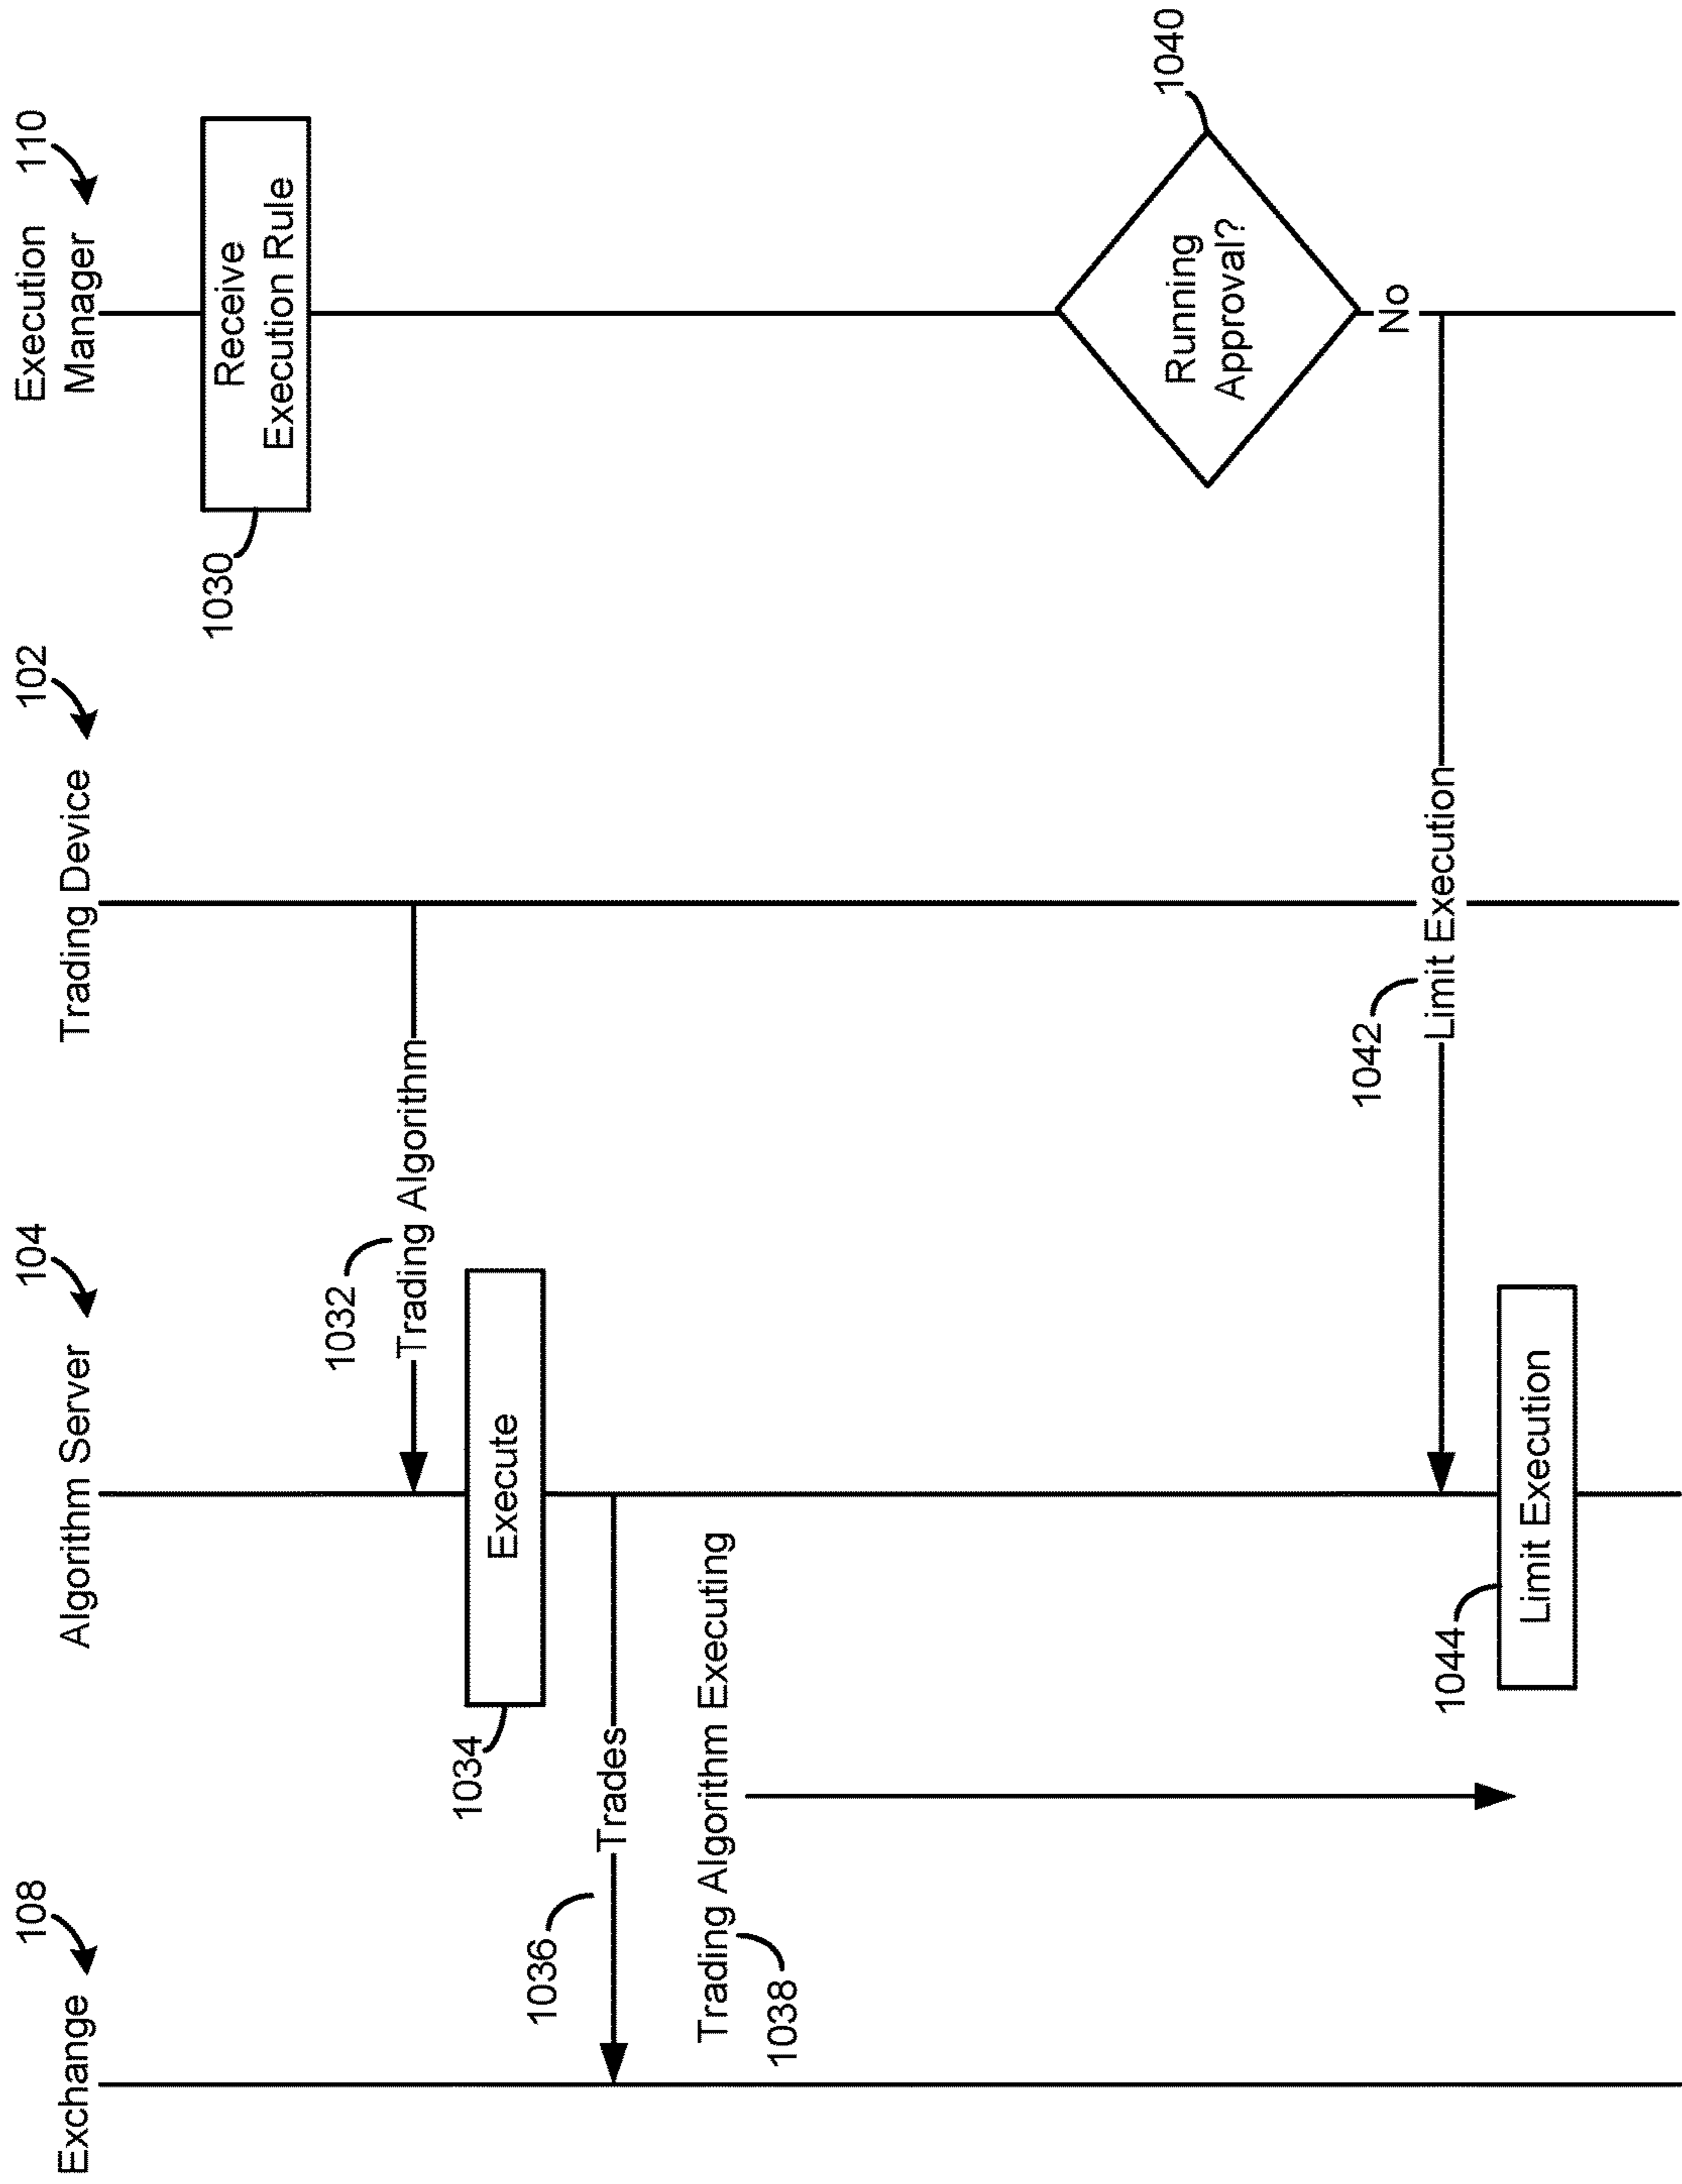 108
Exchange
104
Algorithm Server
102
Trading Device
110
Execution
Manager
Receive
Execution Rule
1030
1032
Trading Algorithm
Execute
1034
1036
Trades
Trading Algorithm Executing
1038
1040
Running
Approval?
No
1042
Limit Execution
1044
Limit Execution